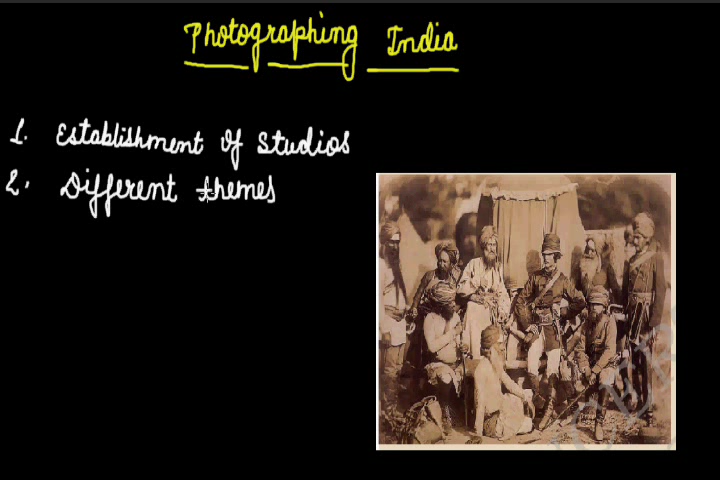 Photographing India
1. Establishment of Studios
2. Different themes